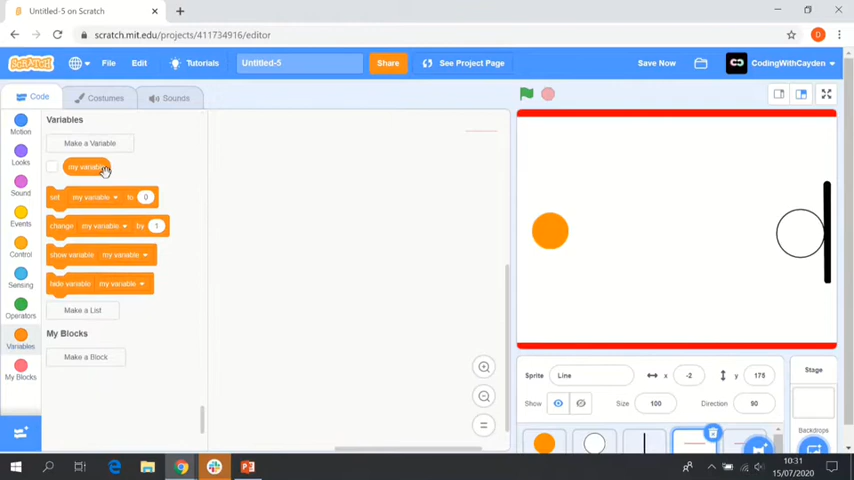 Untitled-5 on Scratch
scratch.mit.edu/projects/411734916/editor
D
SCRATCH
File
Edit
Tutorials
Untitled-5
Share
See Project Page
Save Now
CodingWithCayden
Code
Costumes
Sounds
Motion
Looks
Sound
Events
Control
Sensing
Operators
Variables
My Blocks
Variables
Make a Variable
my variable
set my variable to 0
change my variable by 1
show variable my variable
hide variable my variable
Make a List
My Blocks
Make a Block
Sprite Line x -2 y 175
Show Size 100 Direction 90
Stage
Backdrops
10:31
15/07/2020